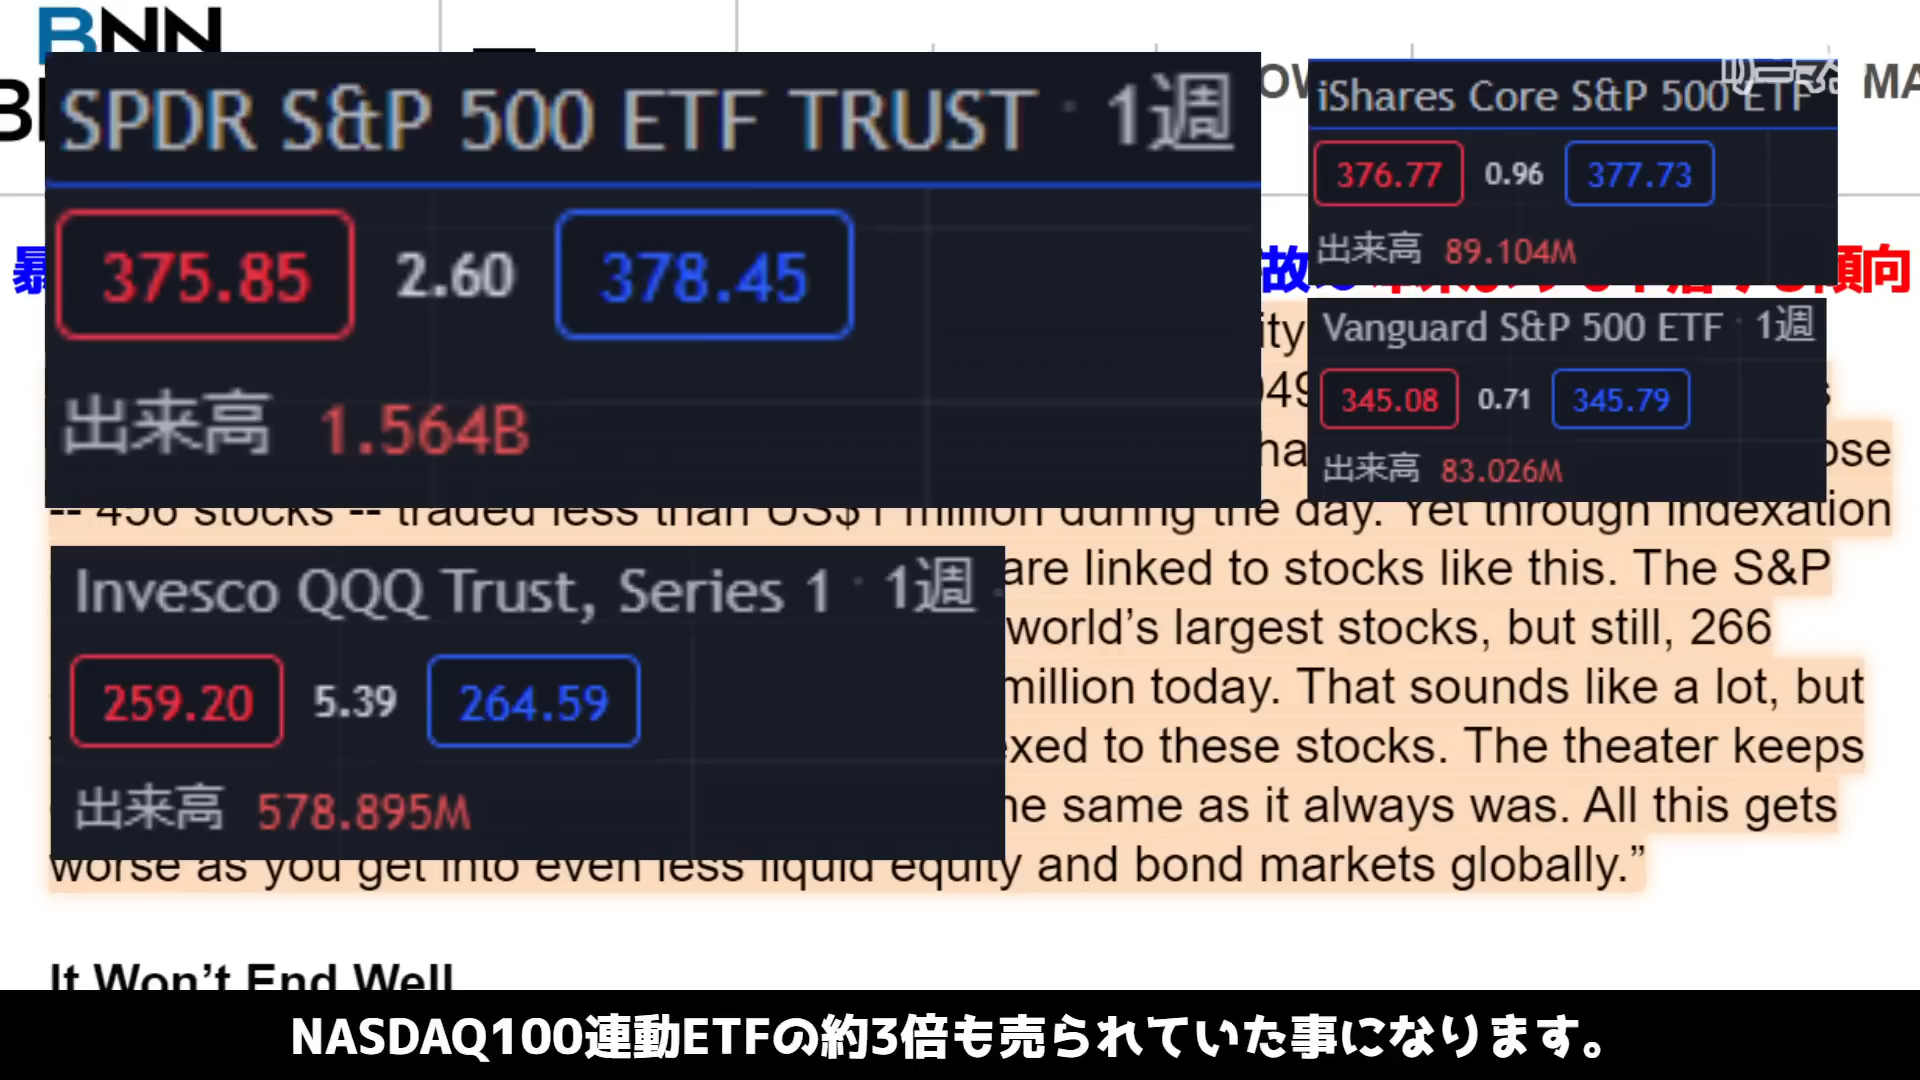 BNN
SPDR S&P 500 ETF TRUST · 1週
375.85 2.60 378.45
出来高 1.564B
iShares Core S&P 500 ETF
376.77 0.96 377.73
出来高 89.104M
Vanguard S&P 500 ETF · 1週
345.08 0.71 345.79
出来高 83.026M
MA
暴
故
傾向
-- 456 stocks -- traded less than US$1 million during the day. Yet through indexation
are linked to stocks like this. The S&P
world’s largest stocks, but still, 266
million today. That sounds like a lot, but
to these stocks. The theater keeps
same as it always was. All this gets
worse as you get into even less liquid equity and bond markets globally.”
Invesco QQQ Trust, Series 1 · 1週
259.20 5.39 264.59
出来高 578.895M
It Won’t End Well
NASDAQ100連動ETFの約3倍も売られていた事になります。